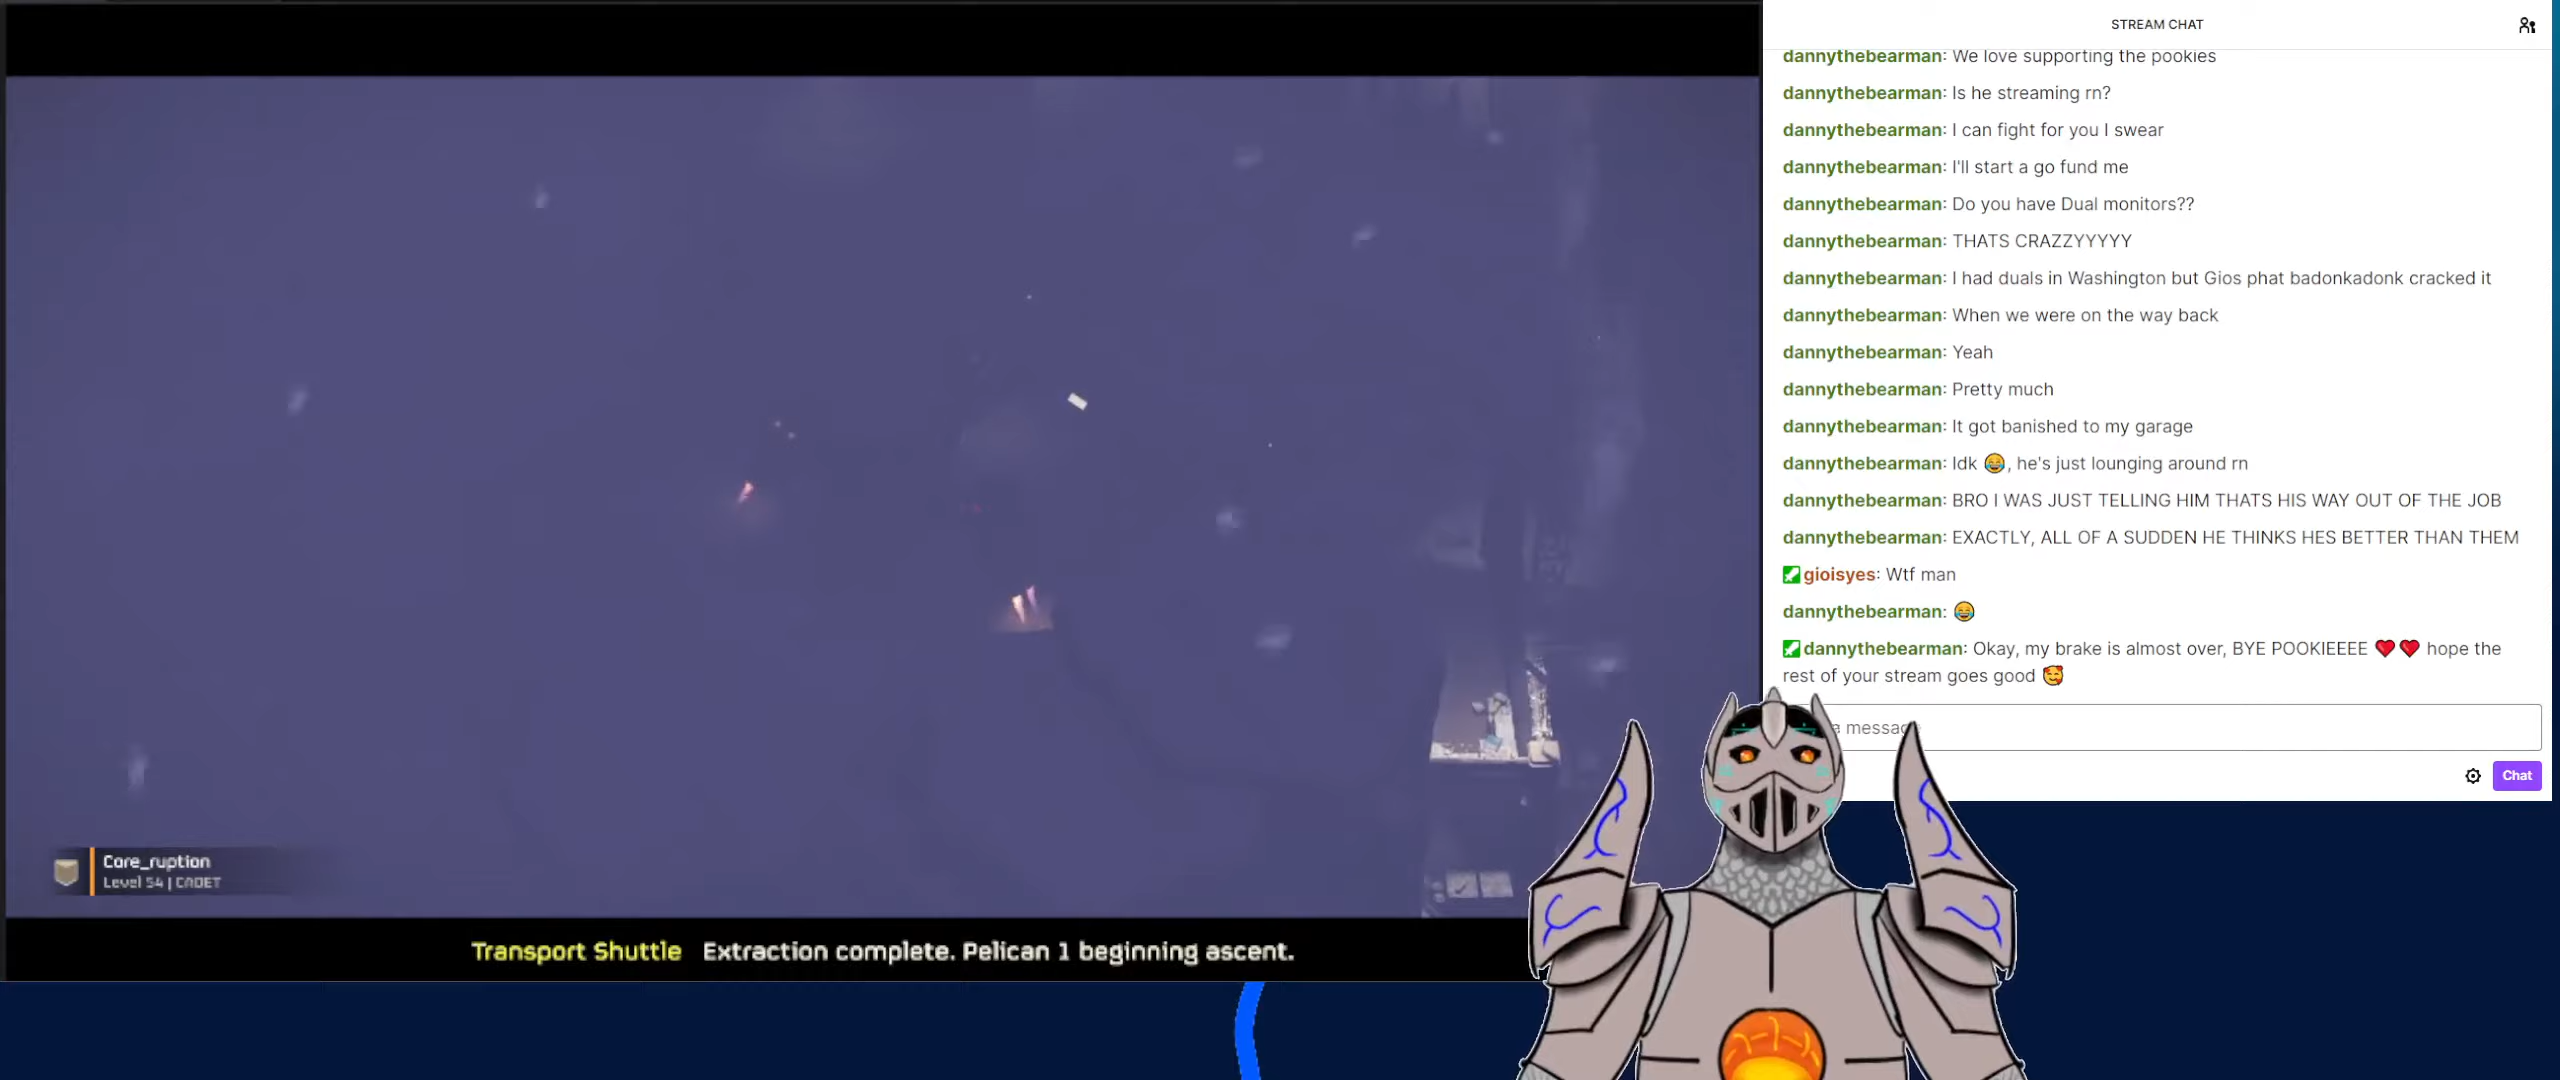 STREAM CHAT
dannythebearman: We love supporting the pookies
dannythebearman: Is he streaming rn?
dannythebearman: I can fight for you I swear
dannythebearman: I'll start a go fund me
dannythebearman: Do you have Dual monitors??
dannythebearman: THATS CRAZZYYYYY
dannythebearman: I had duals in Washington but Gios phat badonkadonk cracked it
dannythebearman: When we were on the way back
dannythebearman: Yeah
dannythebearman: Pretty much
dannythebearman: It got banished to my garage
dannythebearman: Idk 😂, he's just lounging around rn
dannythebearman: BRO I WAS JUST TELLING HIM THATS HIS WAY OUT OF THE JOB
dannythebearman: EXACTLY, ALL OF A SUDDEN HE THINKS HES BETTER THAN THEM
gioisyes: Wtf man
dannythebearman: 😂
dannythebearman: Okay, my brake is almost over, BYE POOKIEEEE ❤️❤️ hope the
rest of your stream goes good 🥰
a message
Chat
Core_ruption
Level 54 | CADET
Transport Shuttle Extraction complete. Pelican 1 beginning ascent.